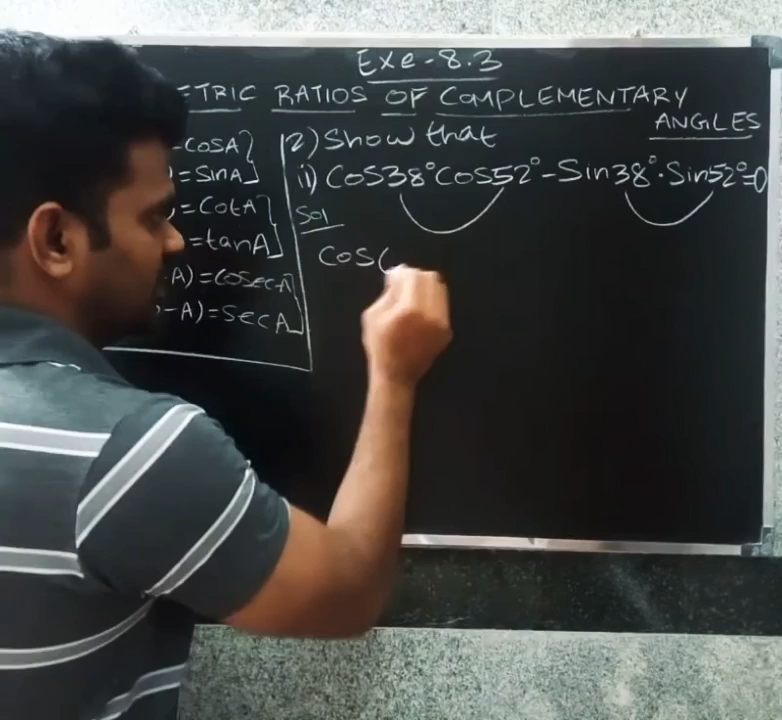 Exe-8.3
ETRIC RATIOS OF COMPLEMENTARY
ANGLES
-COSA]
=SinA]
=CotA]
=tanA]
A)=cosecA]
-A)=SecA]
2) Show that
i) Cos38°Cos52°-Sin38°.Sin52°=0
Sol
Cos(